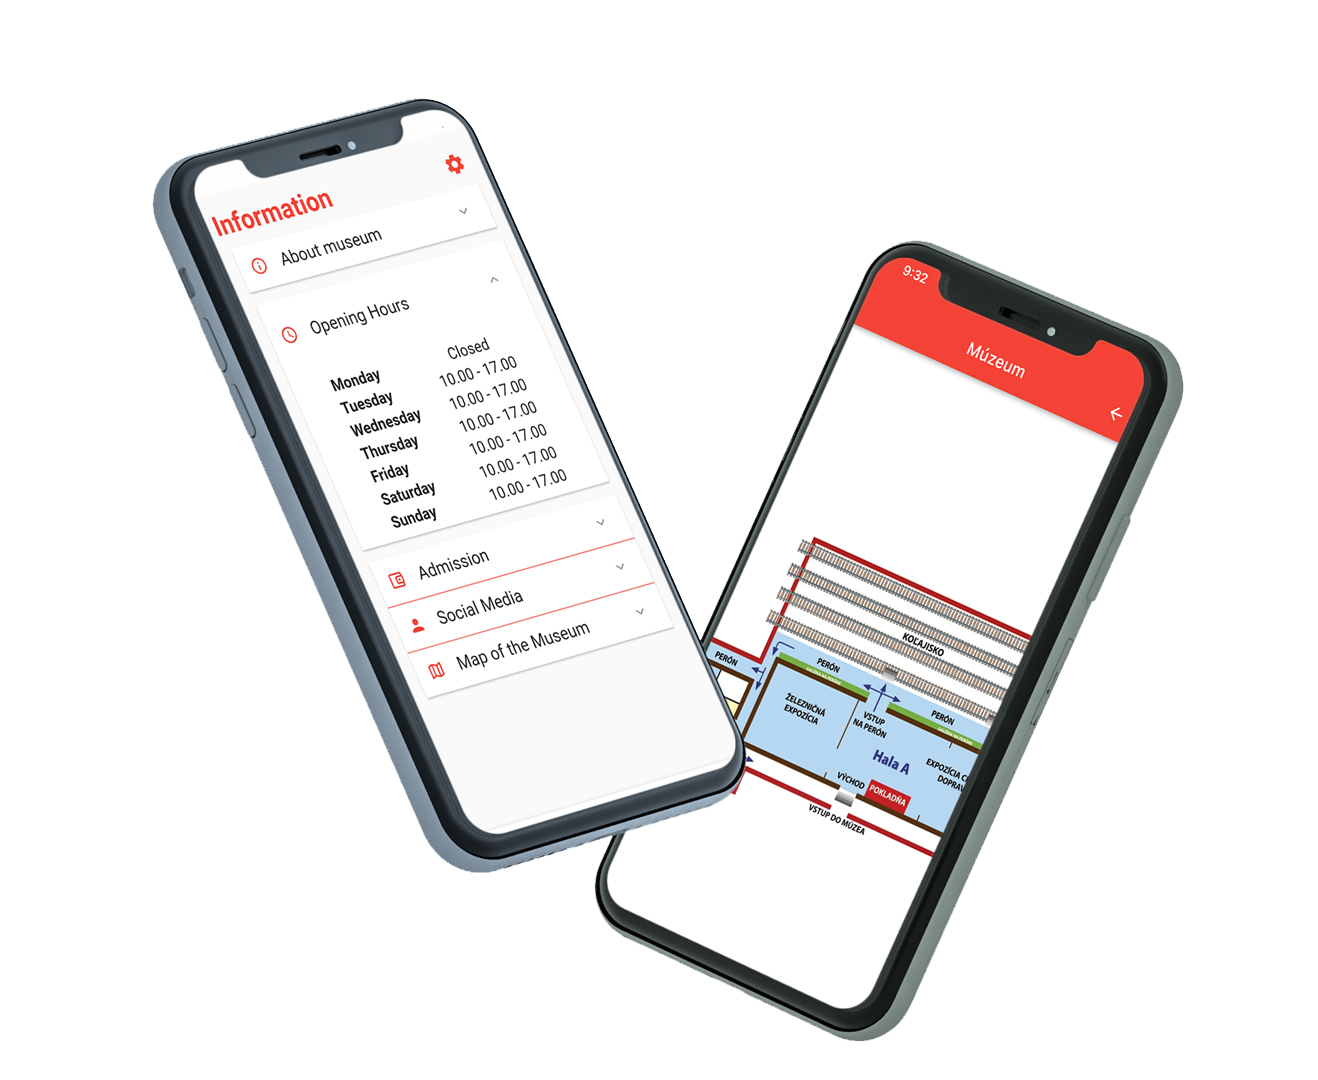 Information
About museum
Opening Hours
Monday Closed
Tuesday 10.00 - 17.00
Wednesday 10.00 - 17.00
Thursday 10.00 - 17.00
Friday 10.00 - 17.00
Saturday 10.00 - 17.00
Sunday 10.00 - 17.00
Admission
Social Media
Map of the Museum
9:32
Múzeum
KOĽAJISKO
PERÓN
PERÓN
PERÓN
ŽELEZNIČNÁ
EXPOZÍCIA
VSTUP
NA PERÓN
Hala A
EXPOZÍCIA C
DOPRAV
VÝCHOD
POKLADŇA
VSTUP DO MÚZEA